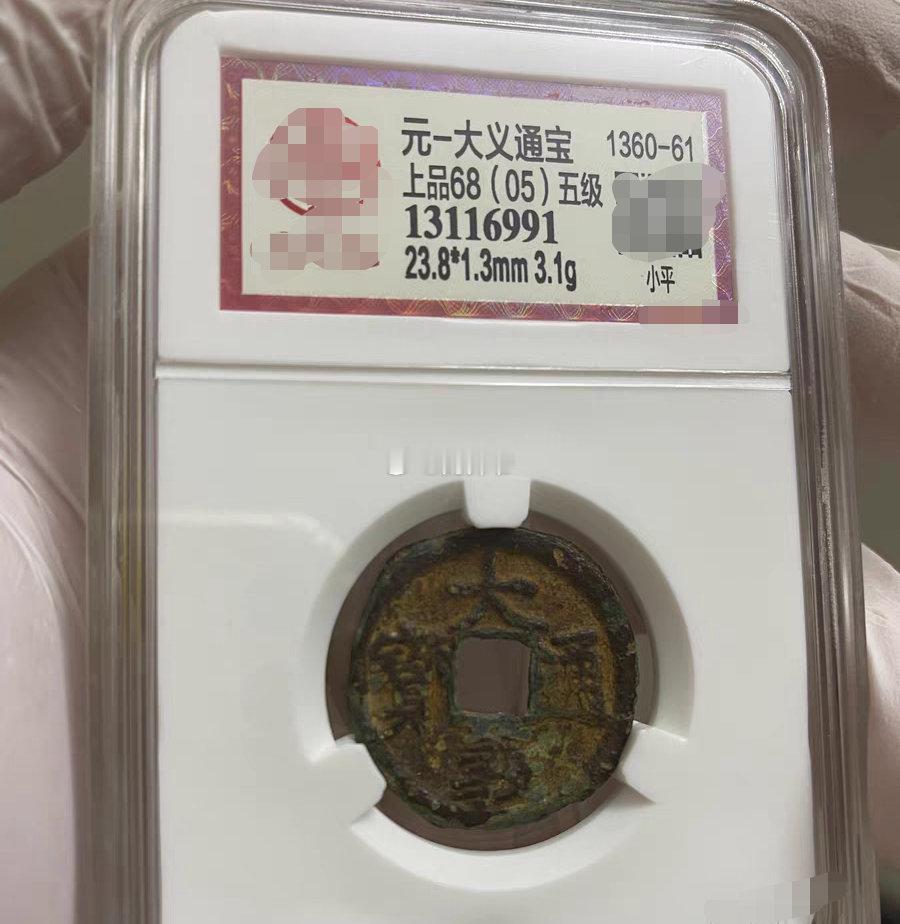 元-大义通宝 1360-61
上品68（05）五级
13116991
23.8*1.3mm 3.1g 小平
大
通
寶